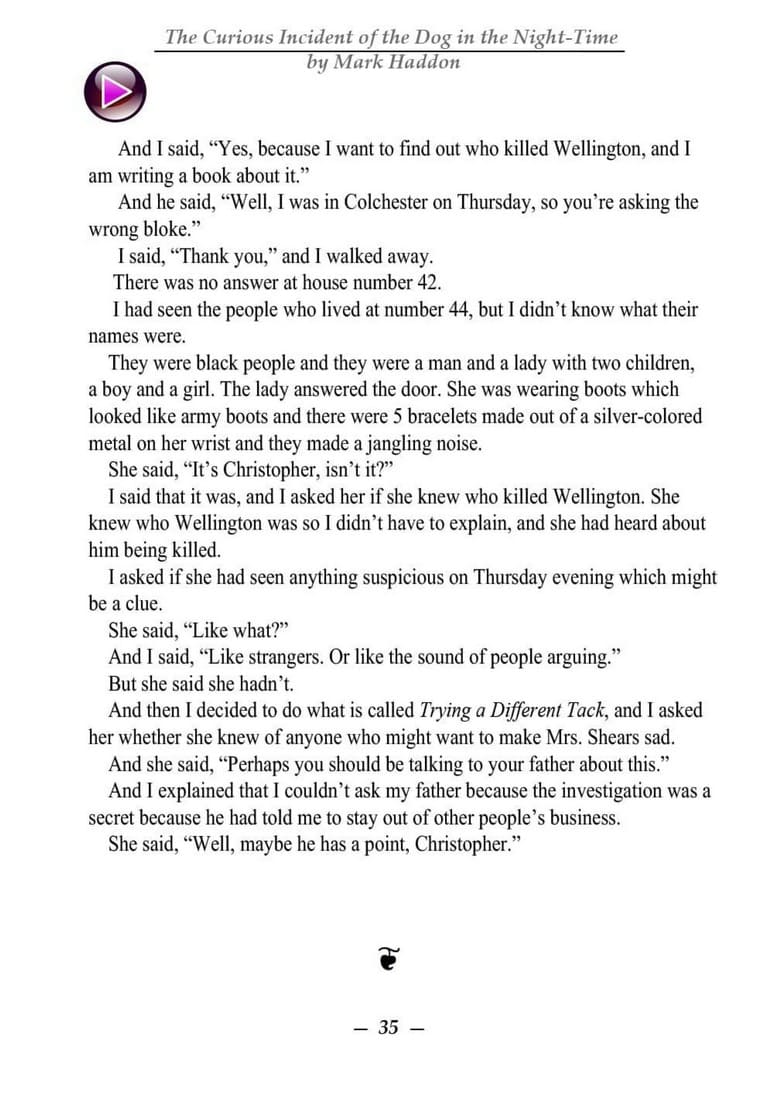 The Curious Incident of the Dog in the Night-Time
by Mark Haddon
And I said, “Yes, because I want to find out who killed Wellington, and I
am writing a book about it.”
And he said, “Well, I was in Colchester on Thursday, so you’re asking the
wrong bloke.”
I said, “Thank you,” and I walked away.
There was no answer at house number 42.
I had seen the people who lived at number 44, but I didn’t know what their
names were.
They were black people and they were a man and a lady with two children,
a boy and a girl. The lady answered the door. She was wearing boots which
looked like army boots and there were 5 bracelets made out of a silver-colored
metal on her wrist and they made a jangling noise.
She said, “It’s Christopher, isn’t it?”
I said that it was, and I asked her if she knew who killed Wellington. She
knew who Wellington was so I didn’t have to explain, and she had heard about
him being killed.
I asked if she had seen anything suspicious on Thursday evening which might
be a clue.
She said, “Like what?”
And I said, “Like strangers. Or like the sound of people arguing.”
But she said she hadn’t.
And then I decided to do what is called Trying a Different Tack, and I asked
her whether she knew of anyone who might want to make Mrs. Shears sad.
And she said, “Perhaps you should be talking to your father about this.”
And I explained that I couldn’t ask my father because the investigation was a
secret because he had told me to stay out of other people’s business.
She said, “Well, maybe he has a point, Christopher.”
— 35 —